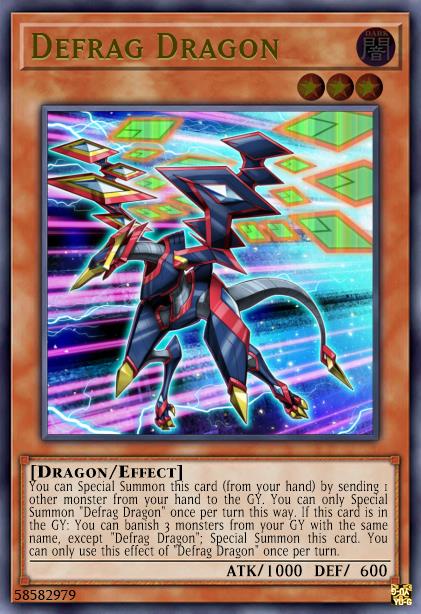 DEFRAG DRAGON
DARK
闇
[DRAGON/EFFECT]
You can Special Summon this card (from your hand) by sending 1
other monster from your hand to the GY. You can only Special
Summon "Defrag Dragon" once per turn this way. If this card is in
the GY: You can banish 3 monsters from your GY with the same
name, except "Defrag Dragon"; Special Summon this card. You
can only use this effect of "Defrag Dragon" once per turn.
ATK/1000 DEF/ 600
58582979